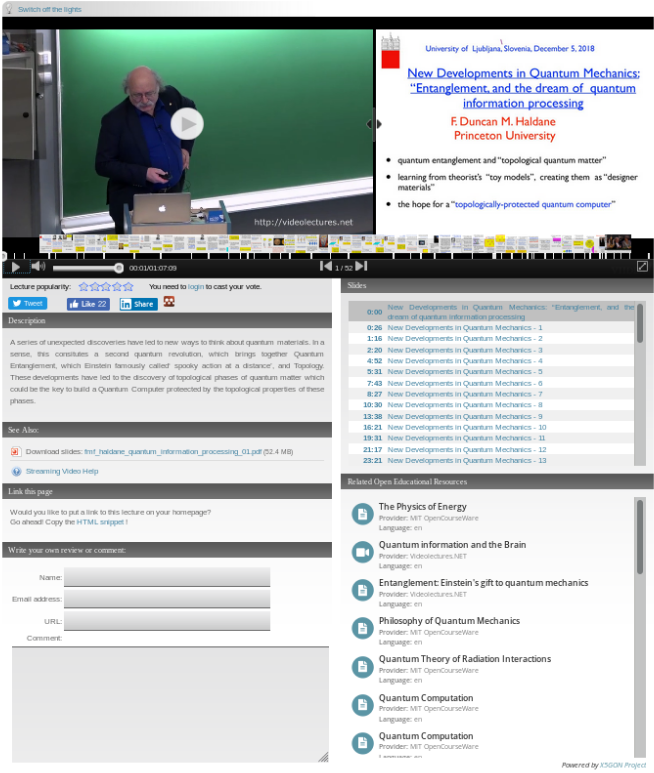 Switch off the lights
http://videolectures.net
University of Ljubljana, Slovenia, December 5, 2018
New Developments in Quantum Mechanics:
“Entanglement, and the dream of quantum
information processing
F. Duncan M. Haldane
Princeton University
• quantum entanglement and “topological quantum matter”
• learning from theorist’s “toy models”, creating them as “designer
materials”
• the hope for a “topologically-protected quantum computer”
00:01/01:07:09
1 / 52
Lecture popularity:
You need to login to cast your vote.
Tweet
Like 22
in Share
Description
A series of unexpected discoveries have led to new ways to think about quantum materials. In a
sense, this consitutes a second quantum revolution, which brings together Quantum
Entanglement, which Einstein famously called' spooky action at a distance', and Topology.
These developments have led to the discovery of topological phases of quantum matter which
could be the key to build a Quantum Computer proteected by the topological properties of these
phases.
See Also:
Download slides: fmf_haldane_quantum_information_processing_01.pdf (52.4 MB)
Streaming Video Help
Link this page
Would you like to put a link to this lecture on your homepage?
Go ahead! Copy the HTML snippet !
Write your own review or comment:
Name:
Email address:
URL:
Comment:
Slides
0:00 New Developments in Quantum Mechanics: “Entanglement, and the
dream of quantum information processing
0:26 New Developments in Quantum Mechanics - 1
1:16 New Developments in Quantum Mechanics - 2
2:20 New Developments in Quantum Mechanics - 3
4:52 New Developments in Quantum Mechanics - 4
5:31 New Developments in Quantum Mechanics - 5
7:43 New Developments in Quantum Mechanics - 6
8:27 New Developments in Quantum Mechanics - 7
10:30 New Developments in Quantum Mechanics - 8
13:38 New Developments in Quantum Mechanics - 9
16:21 New Developments in Quantum Mechanics - 10
19:31 New Developments in Quantum Mechanics - 11
21:17 New Developments in Quantum Mechanics - 12
23:21 New Developments in Quantum Mechanics - 13
Related Open Educational Resources
The Physics of Energy
Provider: MIT OpenCourseWare
Language: en
Quantum information and the Brain
Provider: Videolectures.NET
Language: en
Entanglement: Einstein's gift to quantum mechanics
Provider: Videolectures.NET
Language: en
Philosophy of Quantum Mechanics
Provider: MIT OpenCourseWare
Language: en
Quantum Theory of Radiation Interactions
Provider: MIT OpenCourseWare
Language: en
Quantum Computation
Provider: MIT OpenCourseWare
Language: en
Quantum Computation
Provider: MIT OpenCourseWare
Language: en
Powered by X5GON Project